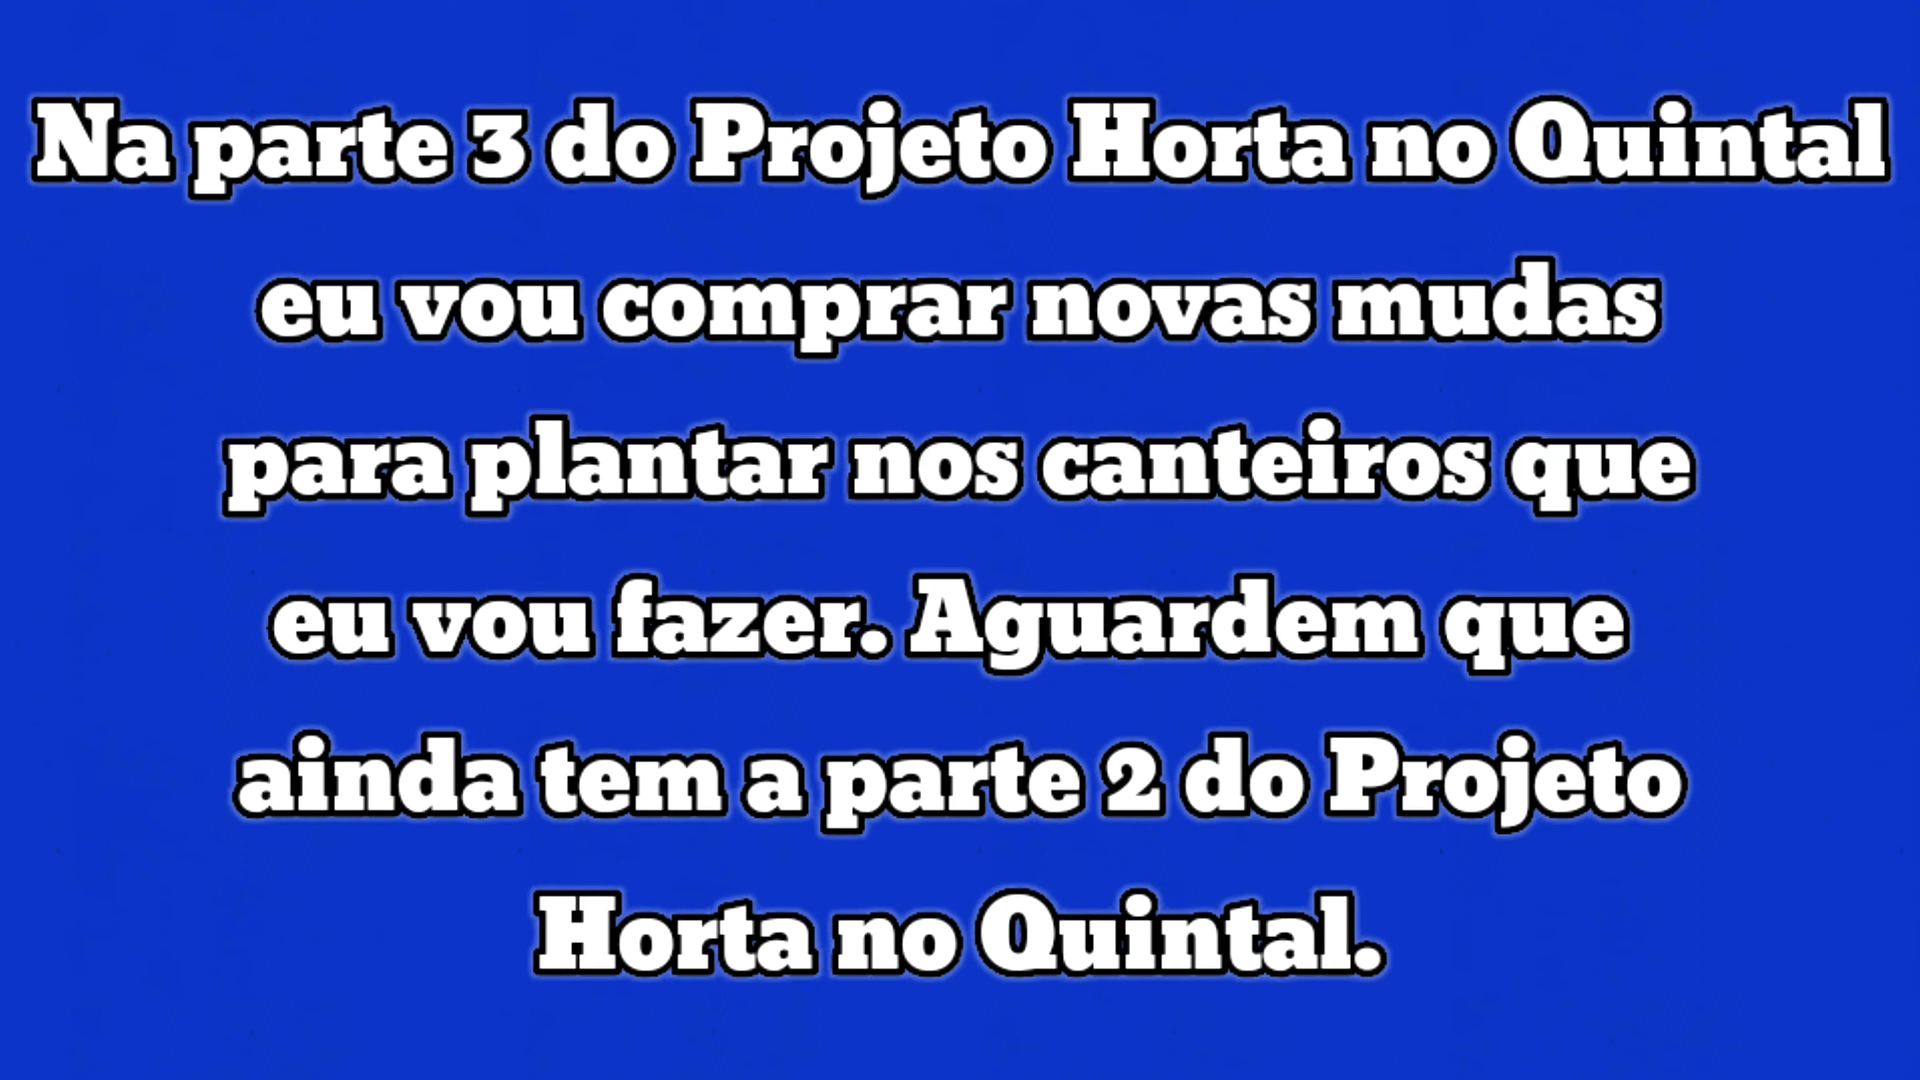 Na parte 3 do Projeto Horta no Quintal
eu vou comprar novas mudas
para plantar nos canteiros que
eu vou fazer. Aguardem que
ainda tem a parte 2 do Projeto
Horta no Quintal.